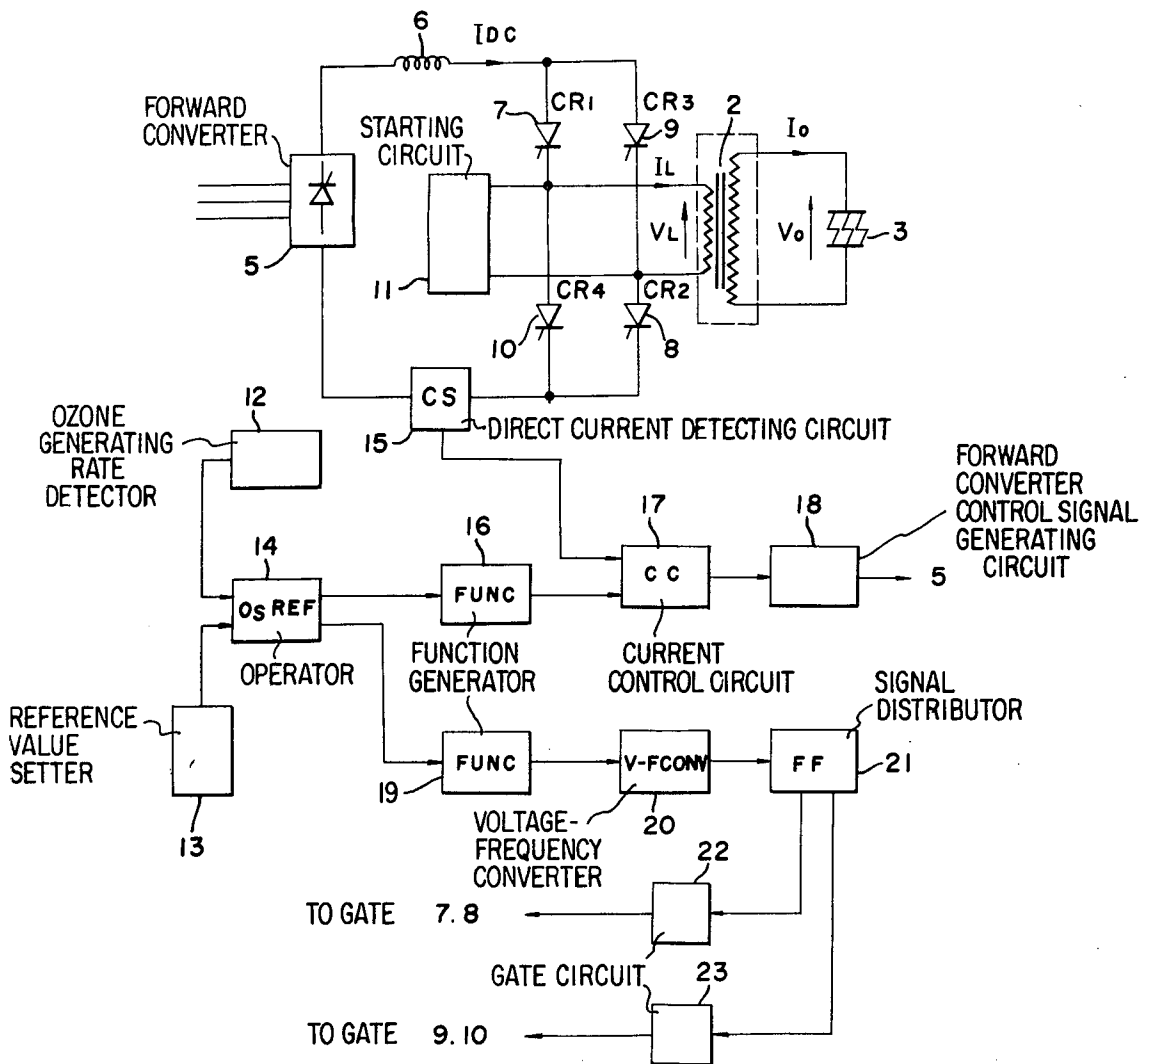 6
IDC
FORWARD
CONVERTER
5
STARTING
CIRCUIT
11
7
CR1
CR3
9
2
IO
IL
VL
VO
3
CR4
CR2
10
8
CS
15
DIRECT CURRENT DETECTING CIRCUIT
12
OZONE
GENERATING
RATE
DETECTOR
14
OS REF
OPERATOR
REFERENCE
VALUE
SETTER
13
16
FUNC
FUNCTION
GENERATOR
17
CC
CURRENT
CONTROL CIRCUIT
18
FORWARD
CONVERTER
CONTROL SIGNAL
GENERATING
CIRCUIT
5
19
FUNC
V-FCONV
20
VOLTAGE-
FREQUENCY
CONVERTER
SIGNAL
DISTRIBUTOR
FF
21
22
TO GATE 7.8
GATE CIRCUIT
23
TO GATE 9.10